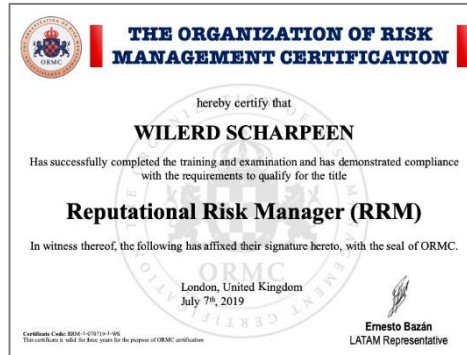 THE ORGANIZATION OF RISK
MANAGEMENT CERTIFICATION
ORMC
hereby certify that
WILERD SCHARPEEN
Has successfully completed the training and examination and has demonstrated compliance
with the requirements to qualify for the title
Reputational Risk Manager (RRM)
In witness thereof, the following has affixed their signature hereto, with the seal of ORMC.
ORMC
London, United Kingdom
July 7th, 2019
Ernesto Bazán
LATAM Representative
Certificate Code:
This certificate is valid for three years for the purpose of ORMC certification